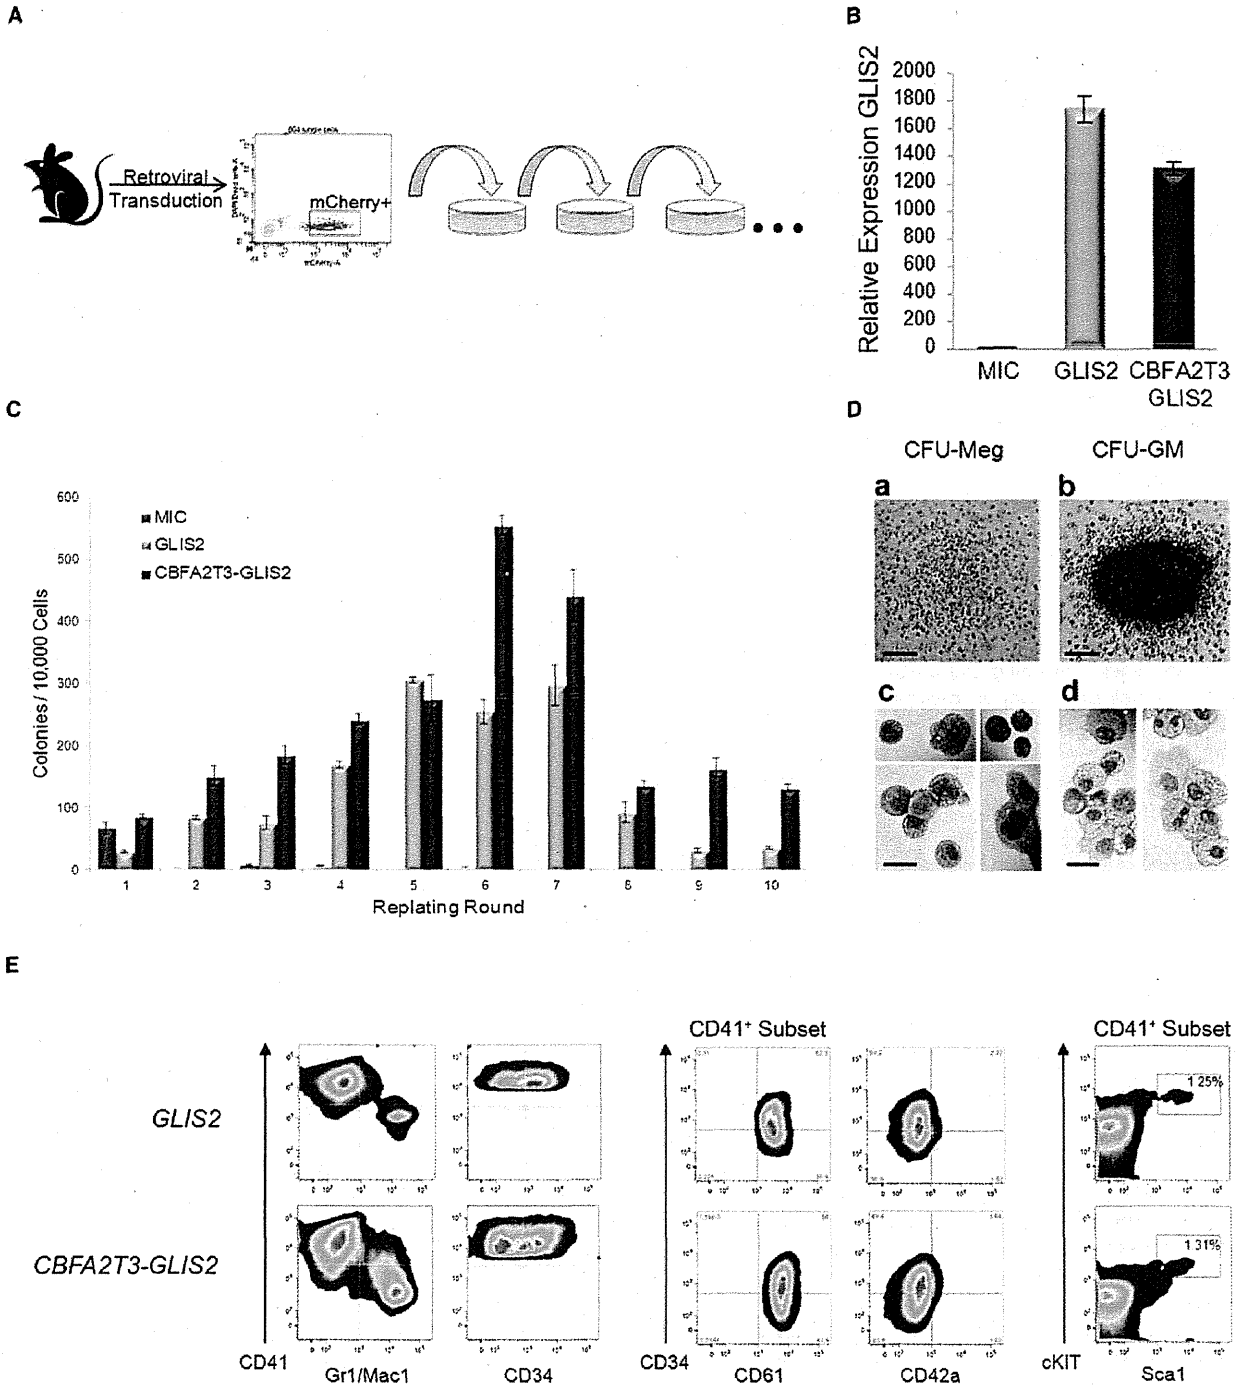 A
Retroviral
Transduction
mCherry+
mCherry-A
B
Relative Expression GLIS2
2000
1800
1600
1400
1200
1000
800
600
400
200
0
MIC
GLIS2
CBFA2T3
GLIS2
C
Colonies / 10,000 Cells
600
500
400
300
200
100
0
MIC
GLIS2
CBFA2T3-GLIS2
1 2 3 4 5 6 7 8 9 10
Replating Round
D
CFU-Meg CFU-GM
a b
c d
E
CD41+ Subset CD41+ Subset
GLIS2
1.25%
CBFA2T3-GLIS2
1.31%
CD41
Gr1/Mac1
CD34
CD34
CD61
CD42a
cKIT
Sca1